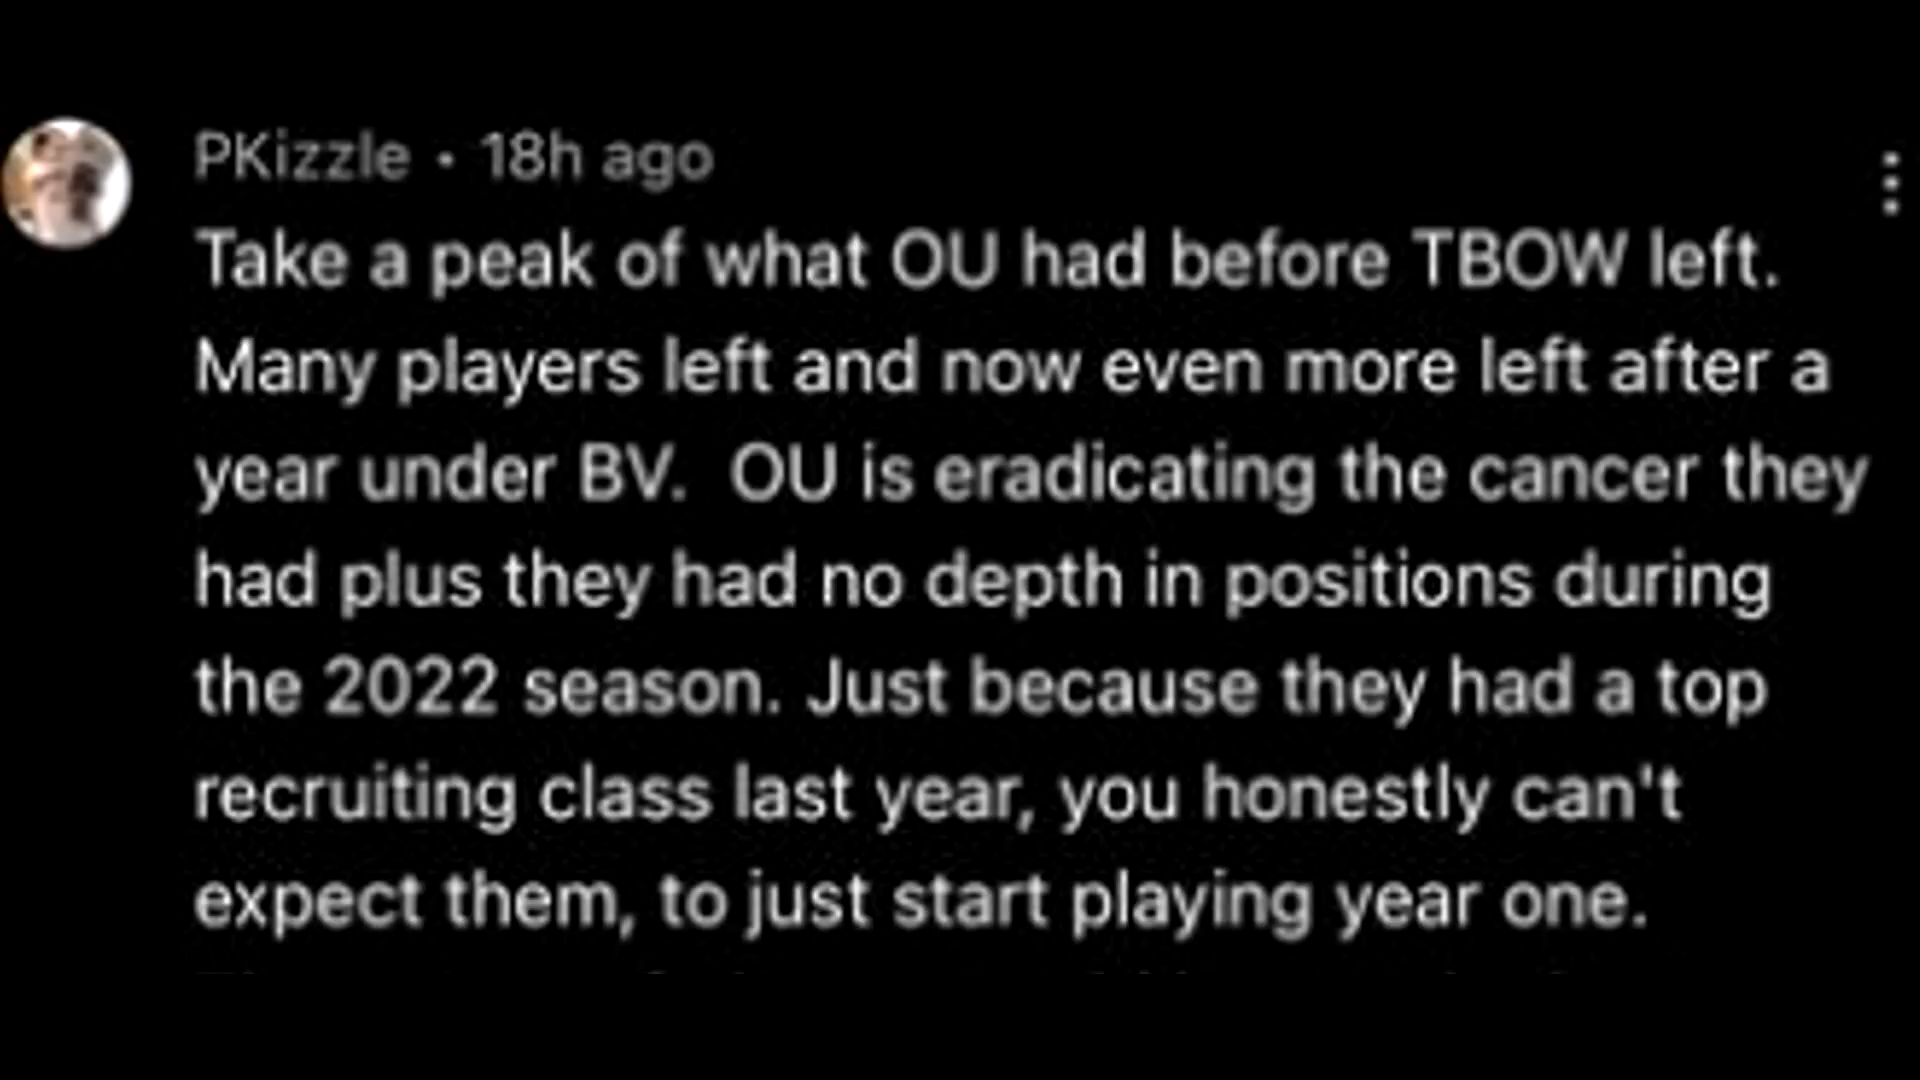 PKizzle • 18h ago
Take a peak of what OU had before TBOW left.
Many players left and now even more left after a
year under BV.  OU is eradicating the cancer they
had plus they had no depth in positions during
the 2022 season. Just because they had a top
recruiting class last year, you honestly can't
expect them, to just start playing year one.